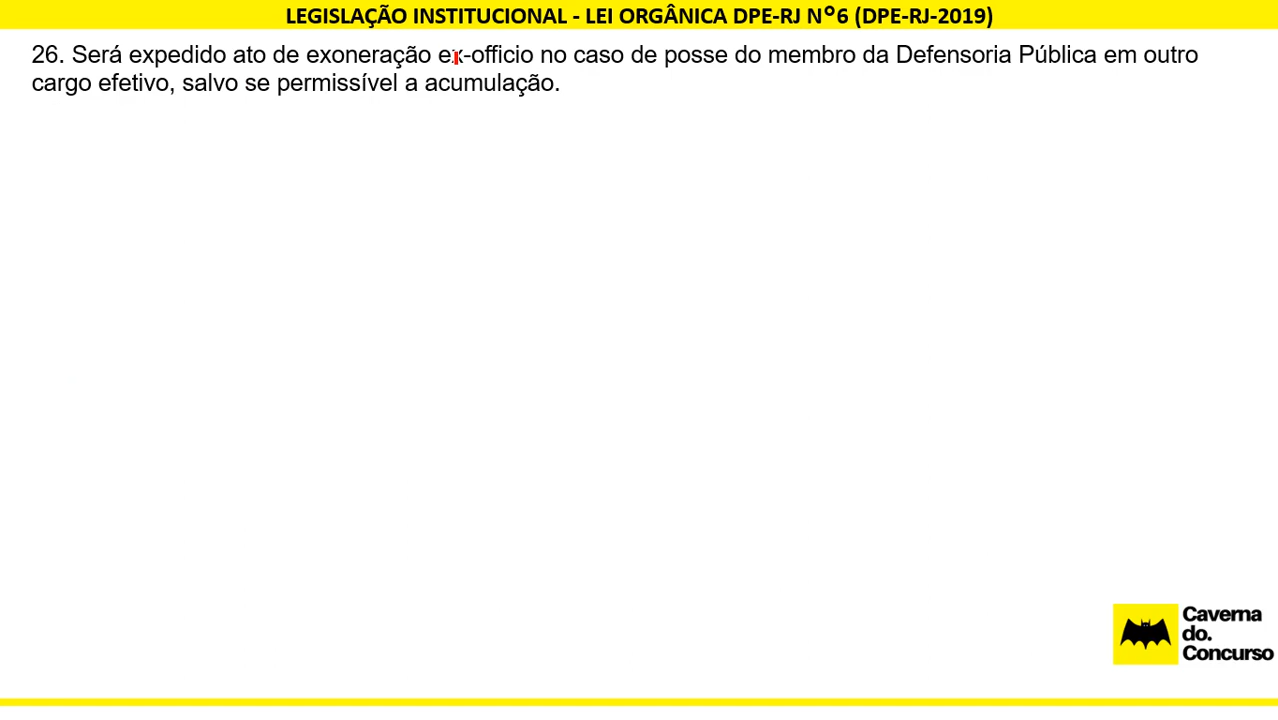 LEGISLAÇÃO INSTITUCIONAL - LEI ORGÂNICA DPE-RJ Nº6 (DPE-RJ-2019)
26. Será expedido ato de exoneração ex-officio no caso de posse do membro da Defensoria Pública em outro
cargo efetivo, salvo se permissível a acumulação.
Caverna
do.
Concurso